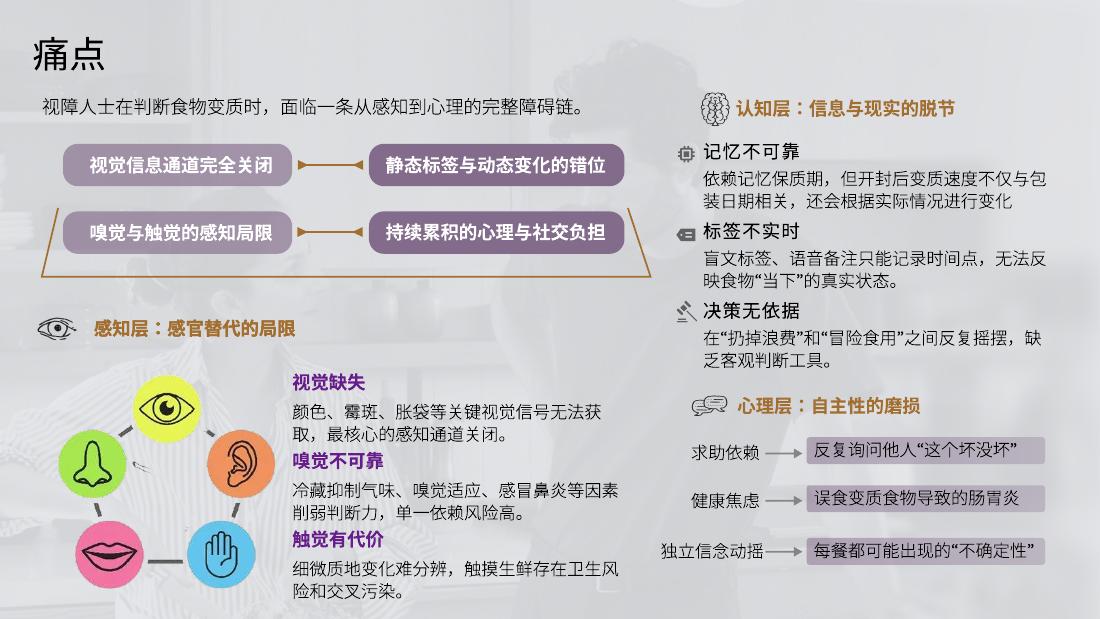 痛点
视障人士在判断食物变质时，面临一条从感知到心理的完整障碍链。
视觉信息通道完全关闭
静态标签与动态变化的错位
嗅觉与触觉的感知局限
持续累积的心理与社交负担
感知层：感官替代的局限
视觉缺失
颜色、霉斑、胀袋等关键视觉信号无法获
取，最核心的感知通道关闭。
嗅觉不可靠
冷藏抑制气味、嗅觉适应、感冒鼻炎等因素
削弱判断力，单一依赖风险高。
触觉有代价
细微质地变化难分辨，触摸生鲜存在卫生风
险和交叉污染。
认知层：信息与现实的脱节
记忆不可靠
依赖记忆保质期，但开封后变质速度不仅与包
装日期相关，还会根据实际情况进行变化
标签不实时
盲文标签、语音备注只能记录时间点，无法反
映食物“当下”的真实状态。
决策无依据
在“扔掉浪费”和“冒险食用”之间反复摇摆，缺
乏客观判断工具。
心理层：自主性的磨损
求助依赖
反复询问他人“这个坏没坏”
健康焦虑
误食变质食物导致的肠胃炎
独立信念动摇
每餐都可能出现的“不确定性”